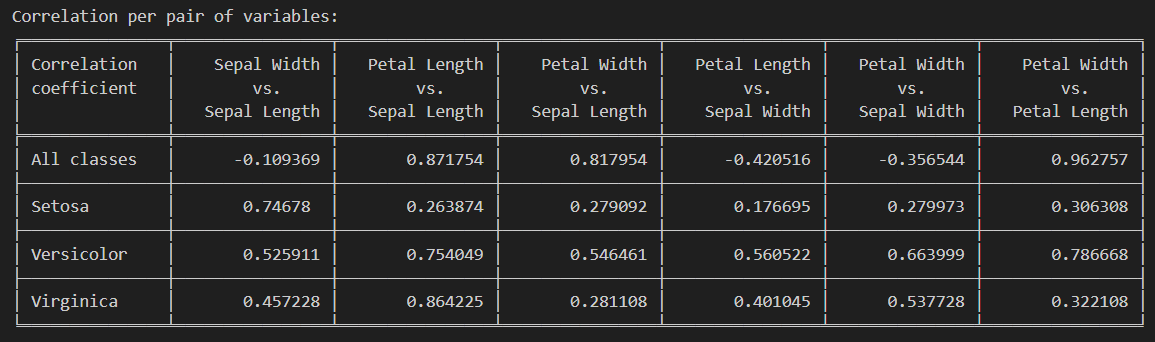 Correlation per pair of variables:
Correlation Sepal Width Petal Length Petal Width Petal Length Petal Width Petal Width
coefficient vs. vs. vs. vs. vs. vs.
Sepal Length Sepal Length Sepal Length Sepal Width Sepal Width Petal Length
All classes -0.109369 0.871754 0.817954 -0.420516 -0.356544 0.962757
Setosa 0.74678 0.263874 0.279092 0.176695 0.279973 0.306308
Versicolor 0.525911 0.754049 0.546461 0.560522 0.663999 0.786668
Virginica 0.457228 0.864225 0.281108 0.401045 0.537728 0.322108